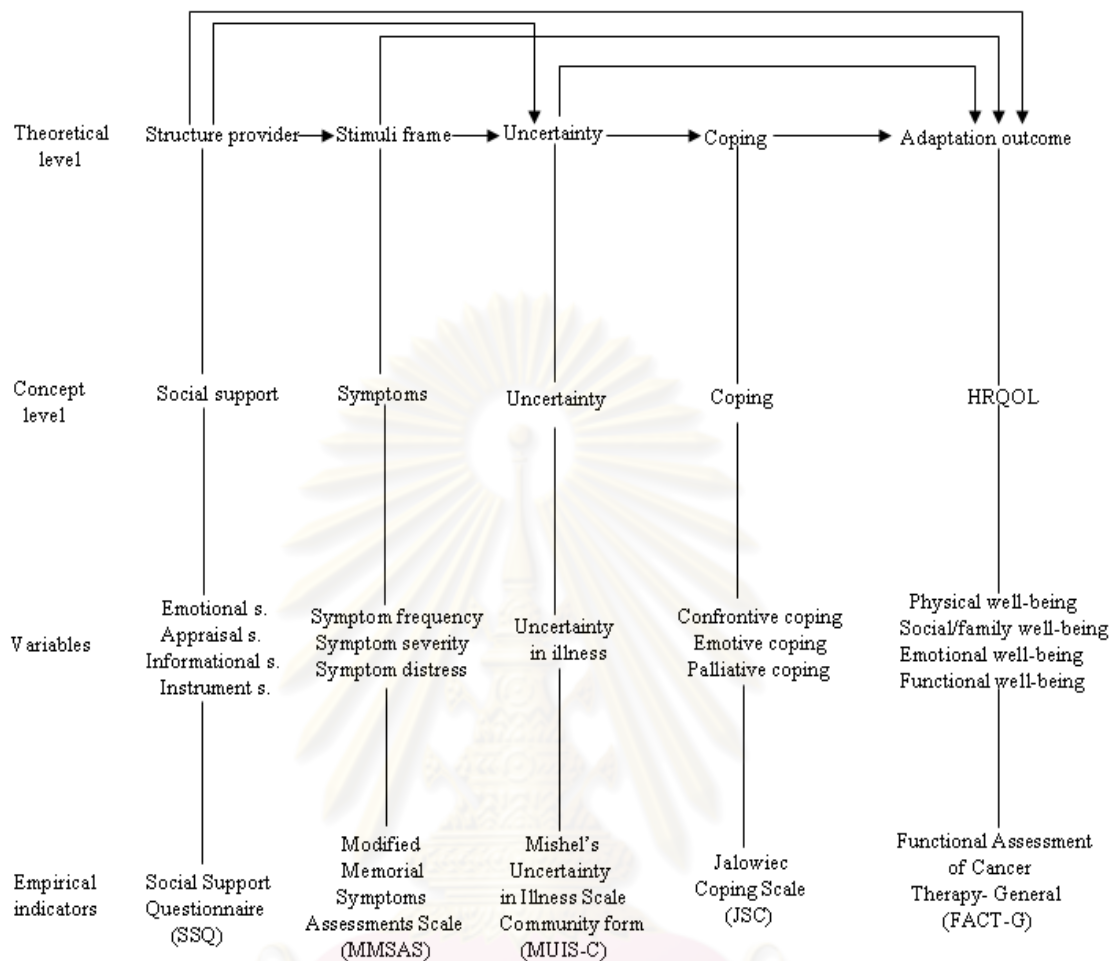 Theoretical
level
Structure provider
Stimuli frame
Uncertainty
Coping
Adaptation outcome
Concept
level
Social support
Symptoms
Uncertainty
Coping
HRQOL
Variables
Emotional s.
Appraisal s.
Informational s.
Instrument s.
Symptom frequency
Symptom severity
Symptom distress
Uncertainty
in illness
Confrontive coping
Emotive coping
Palliative coping
Physical well-being
Social/family well-being
Emotional well-being
Functional well-being
Empirical
indicators
Social Support
Questionnaire
(SSQ)
Modified
Memorial
Symptoms
Assessments Scale
(MMSAS)
Mishel's
Uncertainty
in Illness Scale
Community form
(MUIS-C)
Jalowiec
Coping Scale
(JSC)
Functional Assessment
of Cancer
Therapy- General
(FACT-G)